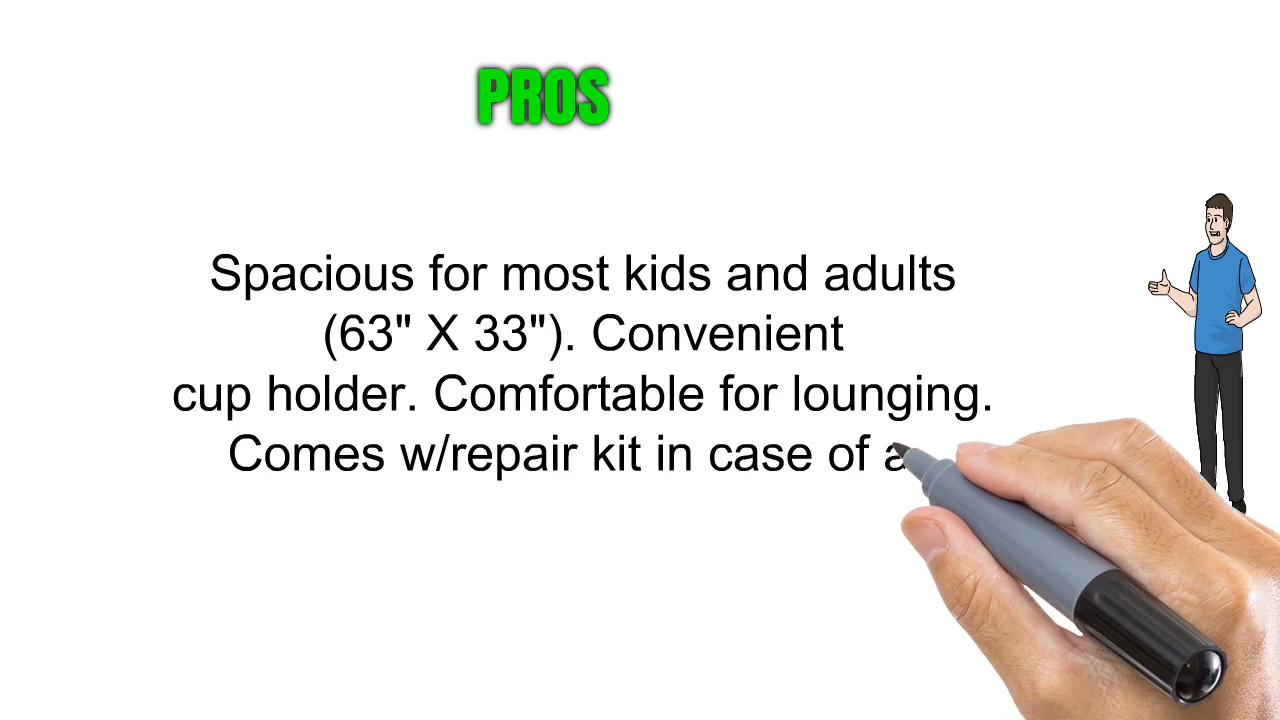 PROS
Spacious for most kids and adults
(63" X 33"). Convenient
cup holder. Comfortable for lounging.
Comes w/repair kit in case of a